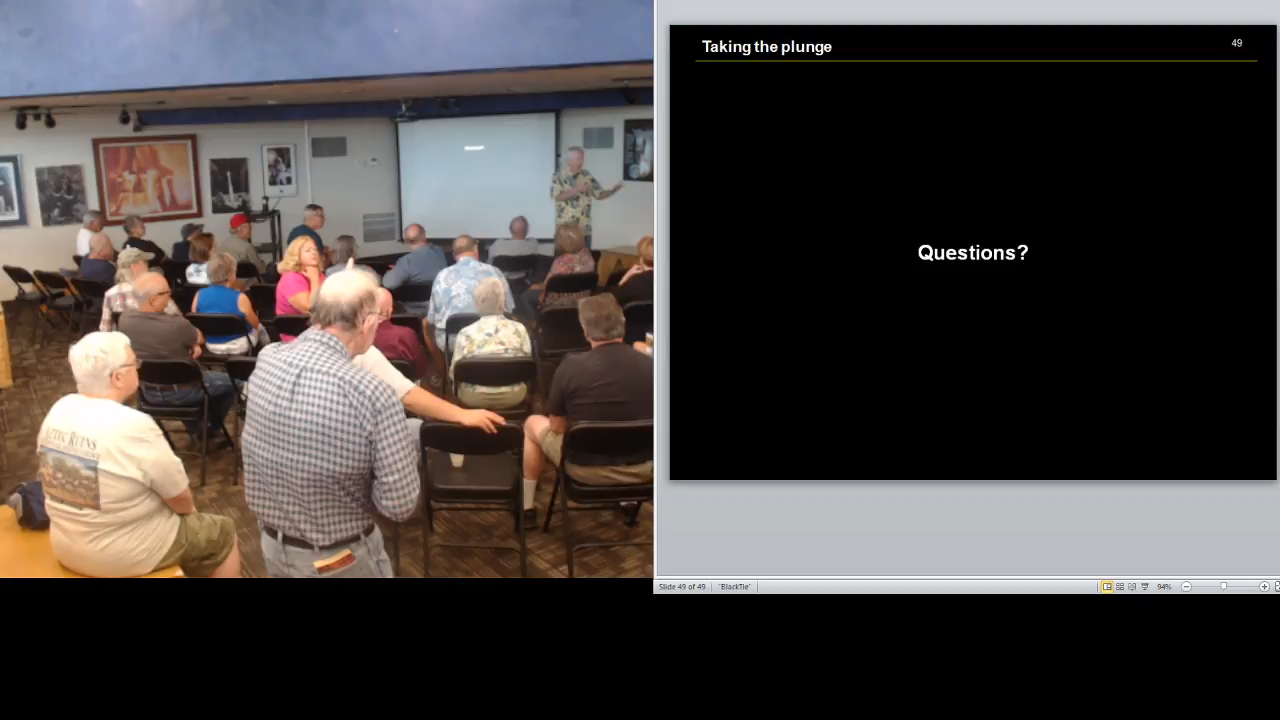 Taking the plunge
49
Questions?
AZTEC RUINS
Slide 49 of 49
"BlackTie"
94%